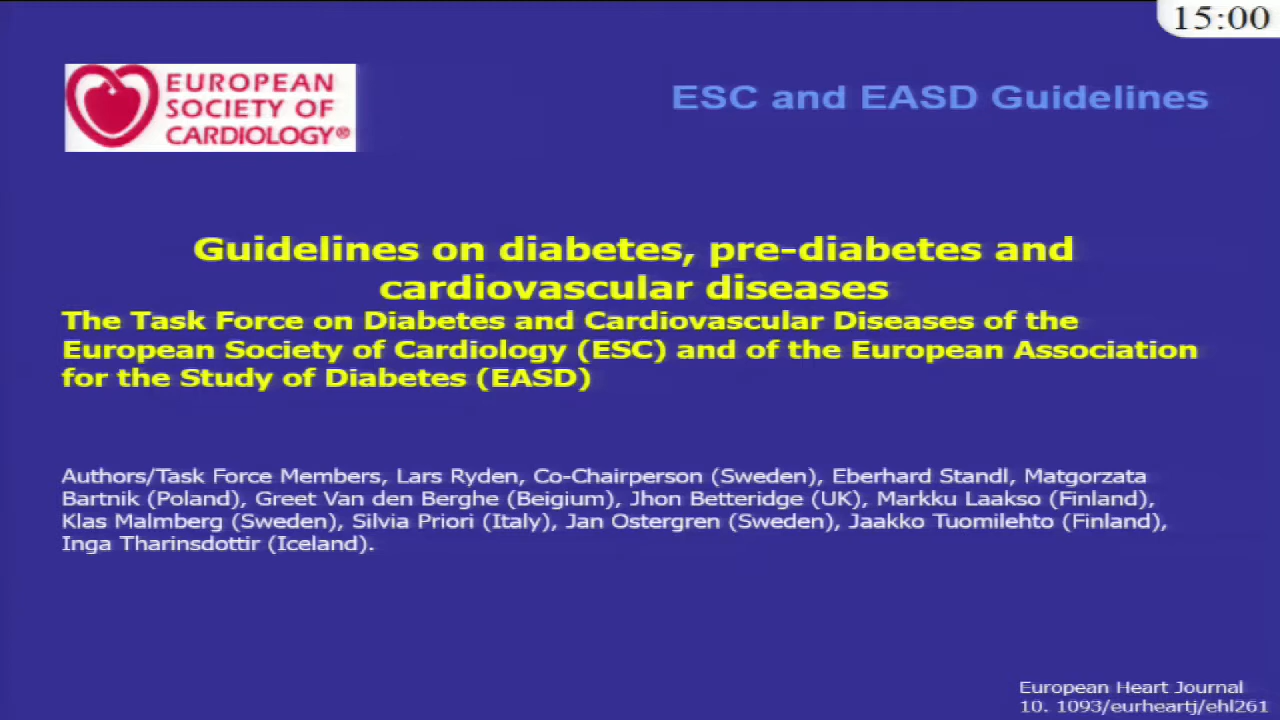 15:00
EUROPEAN
SOCIETY OF
CARDIOLOGY®
ESC and EASD Guidelines
Guidelines on diabetes, pre-diabetes and
cardiovascular diseases
The Task Force on Diabetes and Cardiovascular Diseases of the
European Society of Cardiology (ESC) and of the European Association
for the Study of Diabetes (EASD)
Authors/Task Force Members, Lars Ryden, Co-Chairperson (Sweden), Eberhard Standl, Matgorzata
Bartnik (Poland), Greet Van den Berghe (Beigium), Jhon Betteridge (UK), Markku Laakso (Finland),
Klas Malmberg (Sweden), Silvia Priori (Italy), Jan Ostergren (Sweden), Jaakko Tuomilehto (Finland),
Inga Tharinsdottir (Iceland).
European Heart Journal
10. 1093/eurheartj/ehl261